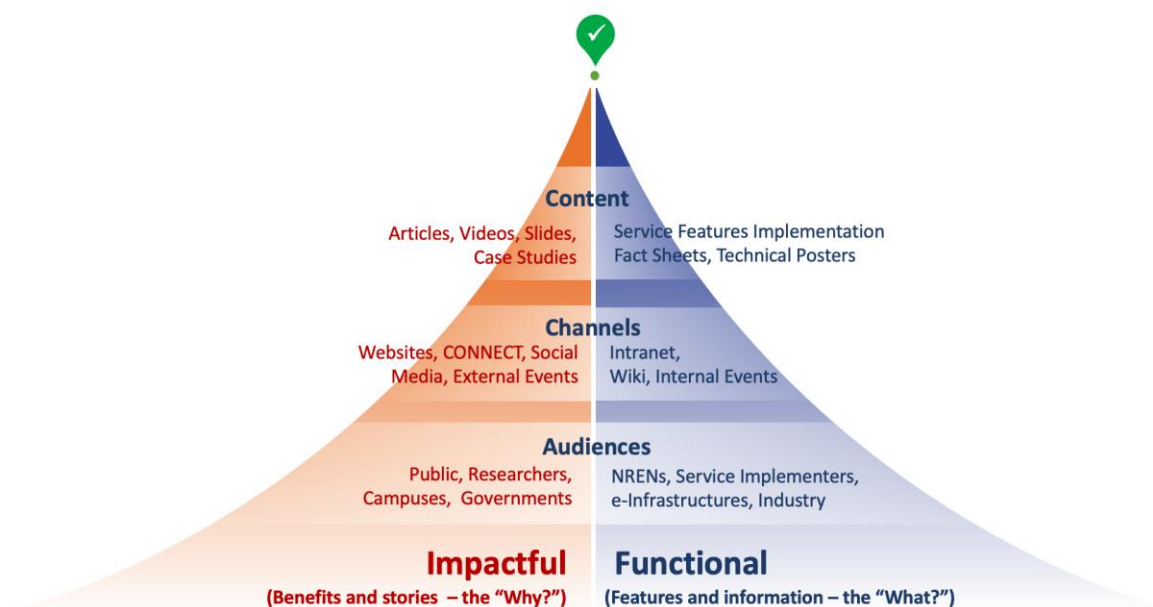 Content
Articles, Videos, Slides,
Case Studies
Service Features Implementation
Fact Sheets, Technical Posters
Channels
Websites, CONNECT, Social
Media, External Events
Intranet,
Wiki, Internal Events
Audiences
Public, Researchers,
Campuses, Governments
NRENs, Service Implementers,
e-Infrastructures, Industry
Impactful
(Benefits and stories – the “Why?”)
Functional
(Features and information – the “What?”)